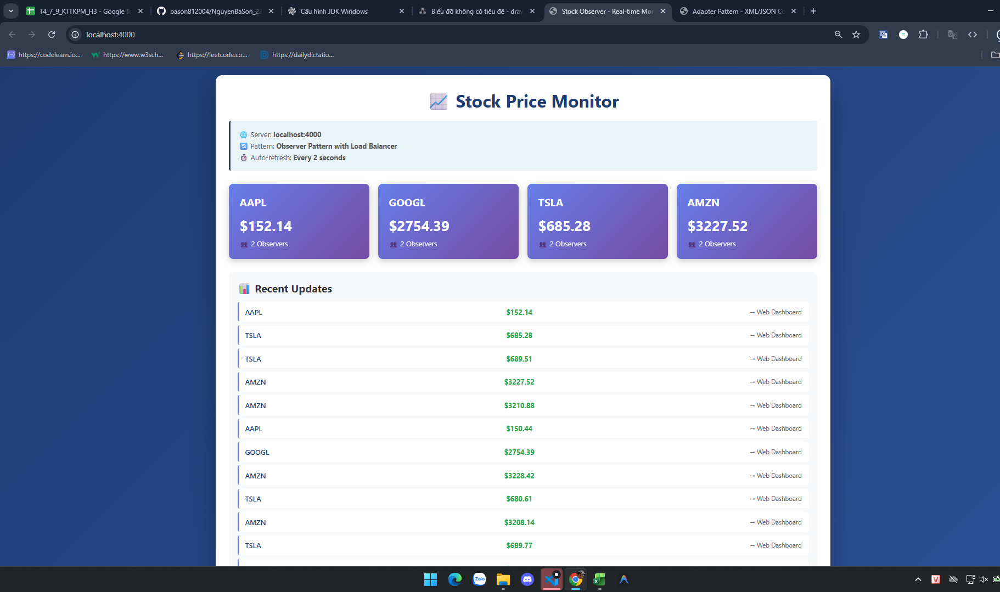 T4_7_9_KTTKPM_H3 - Google Tr
bason812004/NguyenBaSon_22
Cấu hình JDK Windows
Biểu đồ không có tiêu đề - draw
Stock Observer - Real-time Mon
Adapter Pattern - XML/JSON Co
localhost:4000
https://codelearn.io...
https://www.w3sch...
https://leetcode.co...
https://dailydictatio...
Stock Price Monitor
Server: localhost:4000
Pattern: Observer Pattern with Load Balancer
Auto-refresh: Every 2 seconds
AAPL
$152.14
2 Observers
GOOGL
$2754.39
2 Observers
TSLA
$685.28
2 Observers
AMZN
$3227.52
2 Observers
Recent Updates
AAPL $152.14 → Web Dashboard
TSLA $685.28 → Web Dashboard
TSLA $689.51 → Web Dashboard
AMZN $3227.52 → Web Dashboard
AMZN $3210.88 → Web Dashboard
AAPL $150.44 → Web Dashboard
GOOGL $2754.39 → Web Dashboard
AMZN $3228.42 → Web Dashboard
TSLA $680.61 → Web Dashboard
AMZN $3208.14 → Web Dashboard
TSLA $689.77 → Web Dashboard
Zalo
V